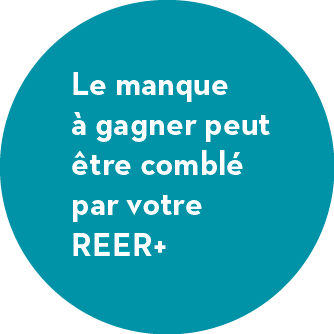 Le manque
à gagner peut
être comblé
par votre
REER+